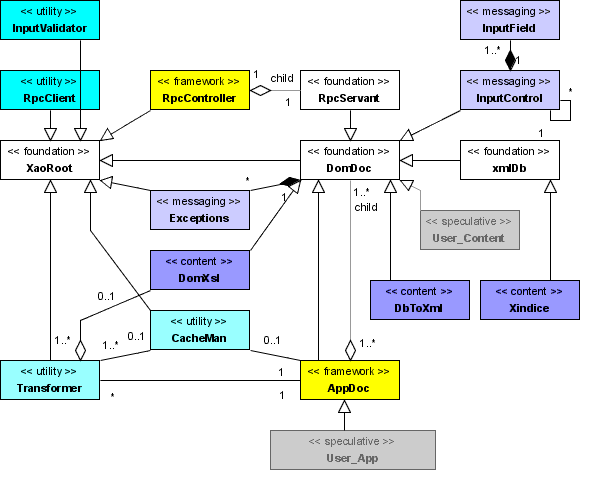 << utility >>
InputValidator
<< messaging >>
InputField
1..*
1
<< utility >>
RpcClient
<< framework >>
RpcController
1
child
1
<< foundation >>
RpcServant
<< messaging >>
InputControl
*
1
<< foundation >>
XaoRoot
<< foundation >>
DomDoc
<< foundation >>
xmlDb
*
1
<< messaging >>
Exceptions
1..*
child
<< speculative >>
User_Content
<< content >>
DomXsl
<< content >>
DbToXml
<< content >>
Xindice
0..1
<< utility >>
CacheMan
1..*
1..*
0..1
0..1
1..*
<< utility >>
Transformer
1
*
1
<< framework >>
AppDoc
<< speculative >>
User_App